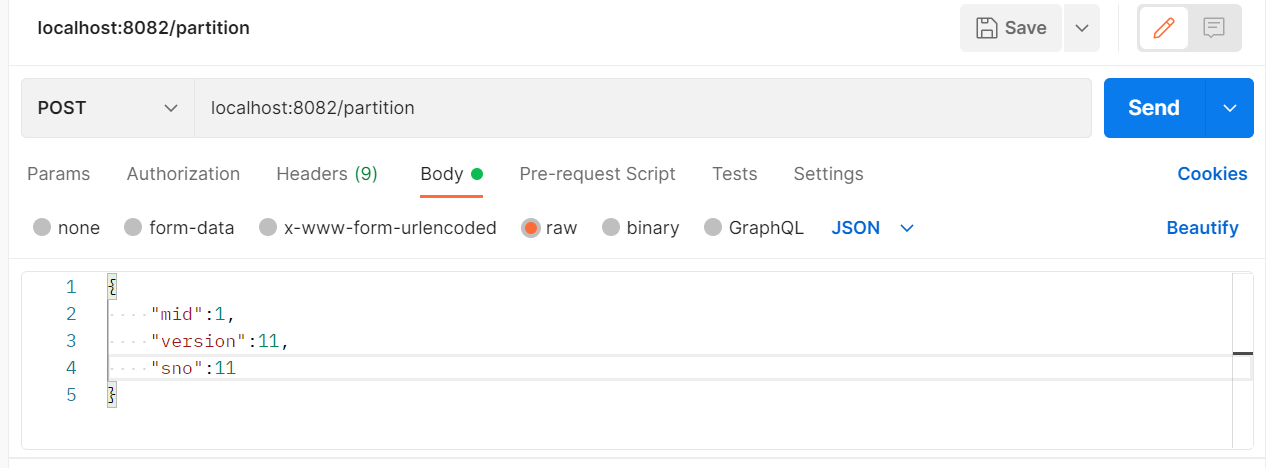 localhost:8082/partition
Save
POST
localhost:8082/partition
Send
Params Authorization Headers (9) Body Pre-request Script Tests Settings Cookies
none form-data x-www-form-urlencoded raw binary GraphQL JSON Beautify
1 {
2 "mid":1,
3 "version":11,
4 "sno":11
5 }